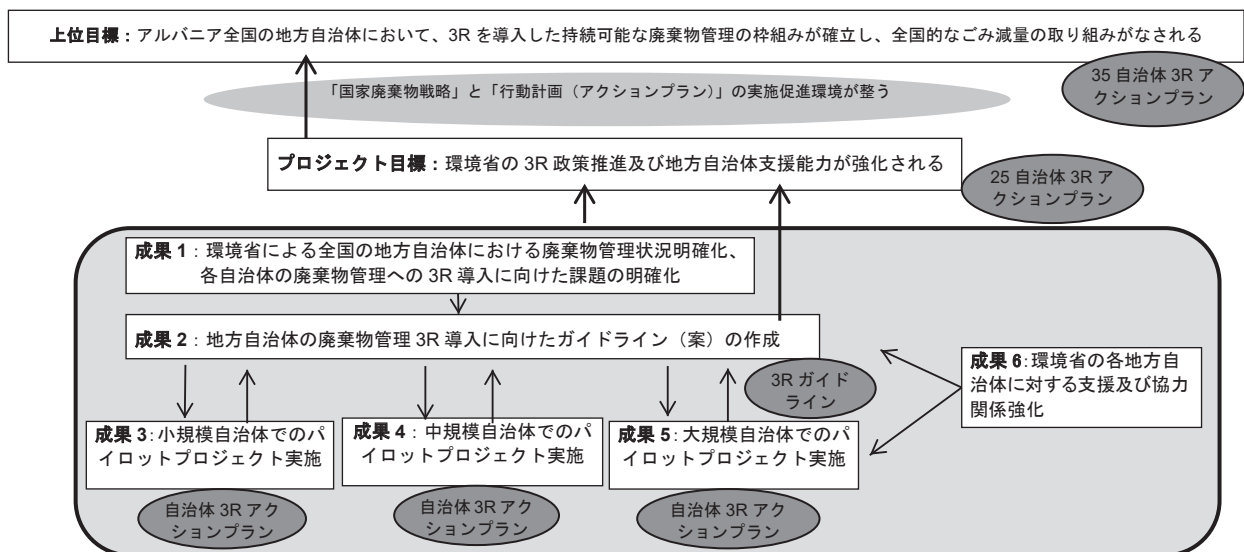 上位目標：アルバニア全国の地方自治体において、3R を導入した持続可能な廃棄物管理の枠組みが確立し、全国的なごみ減量の取り組みがなされる
35 自治体 3R ア
クションプラン
「国家廃棄物戦略」と「行動計画（アクションプラン）」の実施促進環境が整う
プロジェクト目標：環境省の 3R 政策推進及び地方自治体支援能力が強化される
25 自治体 3R ア
クションプラン
成果 1：環境省による全国の地方自治体における廃棄物管理状況明確化、
各自治体の廃棄物管理への 3R 導入に向けた課題の明確化
成果 2：地方自治体の廃棄物管理 3R 導入に向けたガイドライン（案）の作成
3R ガイド
ライン
成果 6：環境省の各地方自
治体に対する支援及び協力
関係強化
成果 3：小規模自治体でのパ
イロットプロジェクト実施
成果 4：中規模自治体でのパ
イロットプロジェクト実施
成果 5：大規模自治体でのパ
イロットプロジェクト実施
自治体 3R アク
ションプラン
自治体 3R アク
ションプラン
自治体 3R アク
ションプラン